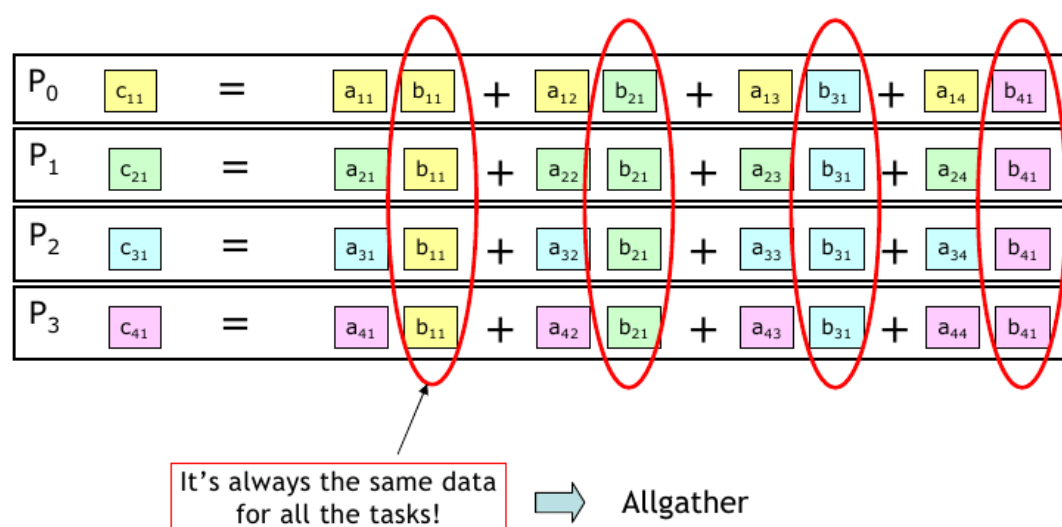 P₀ c₁₁ = a₁₁ b₁₁ + a₁₂ b₂₁ + a₁₃ b₃₁ + a₁₄ b₄₁
P₁ c₂₁ = a₂₁ b₁₁ + a₂₂ b₂₁ + a₂₃ b₃₁ + a₂₄ b₄₁
P₂ c₃₁ = a₃₁ b₁₁ + a₃₂ b₂₁ + a₃₃ b₃₁ + a₃₄ b₄₁
P₃ c₄₁ = a₄₁ b₁₁ + a₄₂ b₂₁ + a₄₃ b₃₁ + a₄₄ b₄₁
It's always the same data
for all the tasks!
Allgather